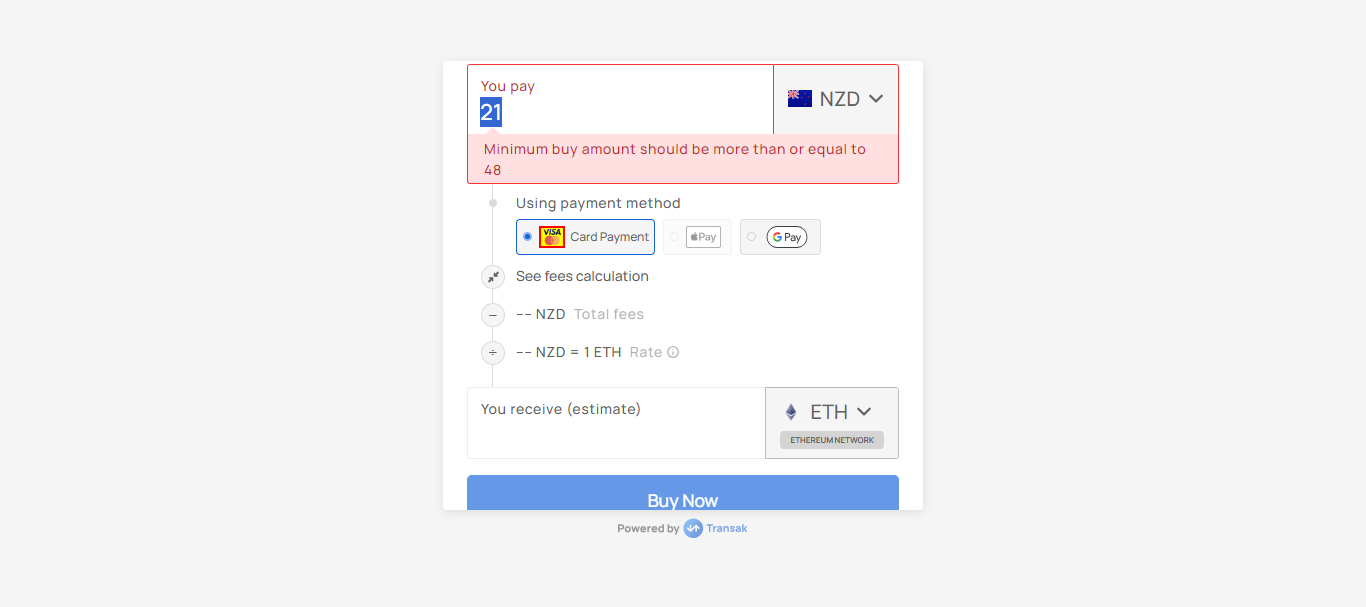 You pay
21
NZD
Minimum buy amount should be more than or equal to
48
Using payment method
VISA Card Payment Pay G Pay
See fees calculation
− -- NZD Total fees
÷ -- NZD = 1 ETH Rate
You receive (estimate)
ETH
ETHEREUM NETWORK
Buy Now
Powered by Transak